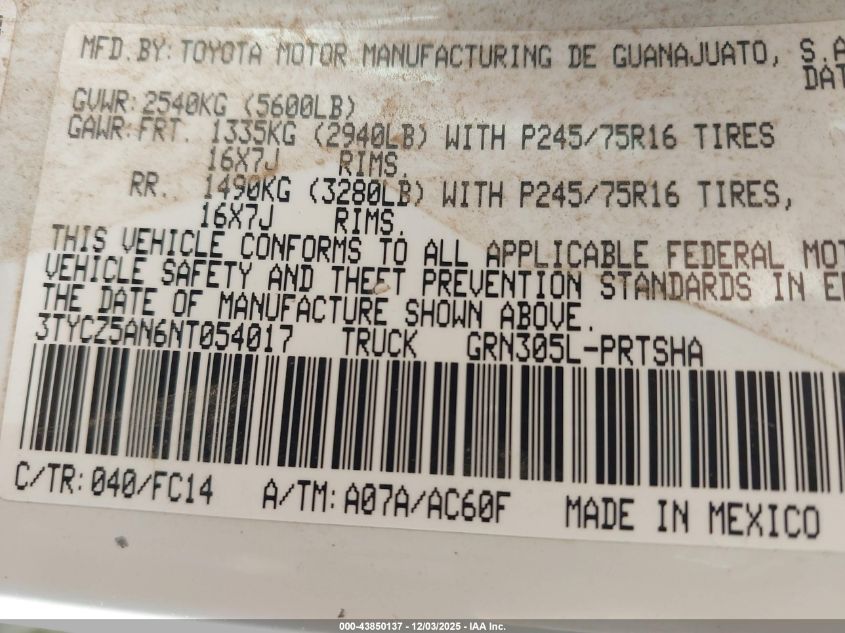 MFD. BY: TOYOTA MOTOR MANUFACTURING DE GUANAJUATO, S.A
DAT
GVWR: 2540KG (5600LB)
GAWR: FRT. 1335KG (2940LB) WITH P245/75R16 TIRES
16X7J RIMS.
RR. 1490KG (3280LB) WITH P245/75R16 TIRES,
16X7J RIMS.
THIS VEHICLE CONFORMS TO ALL APPLICABLE FEDERAL MOT
VEHICLE SAFETY AND THEFT PREVENTION STANDARDS IN E
THE DATE OF MANUFACTURE SHOWN ABOVE.
3TYCZ5AN6NT054017 TRUCK GRN305L-PRTSHA
C/TR: 040/FC14 A/TM: A07A/AC60F MADE IN MEXICO
000-43850137 - 12/03/2025 - IAA Inc.